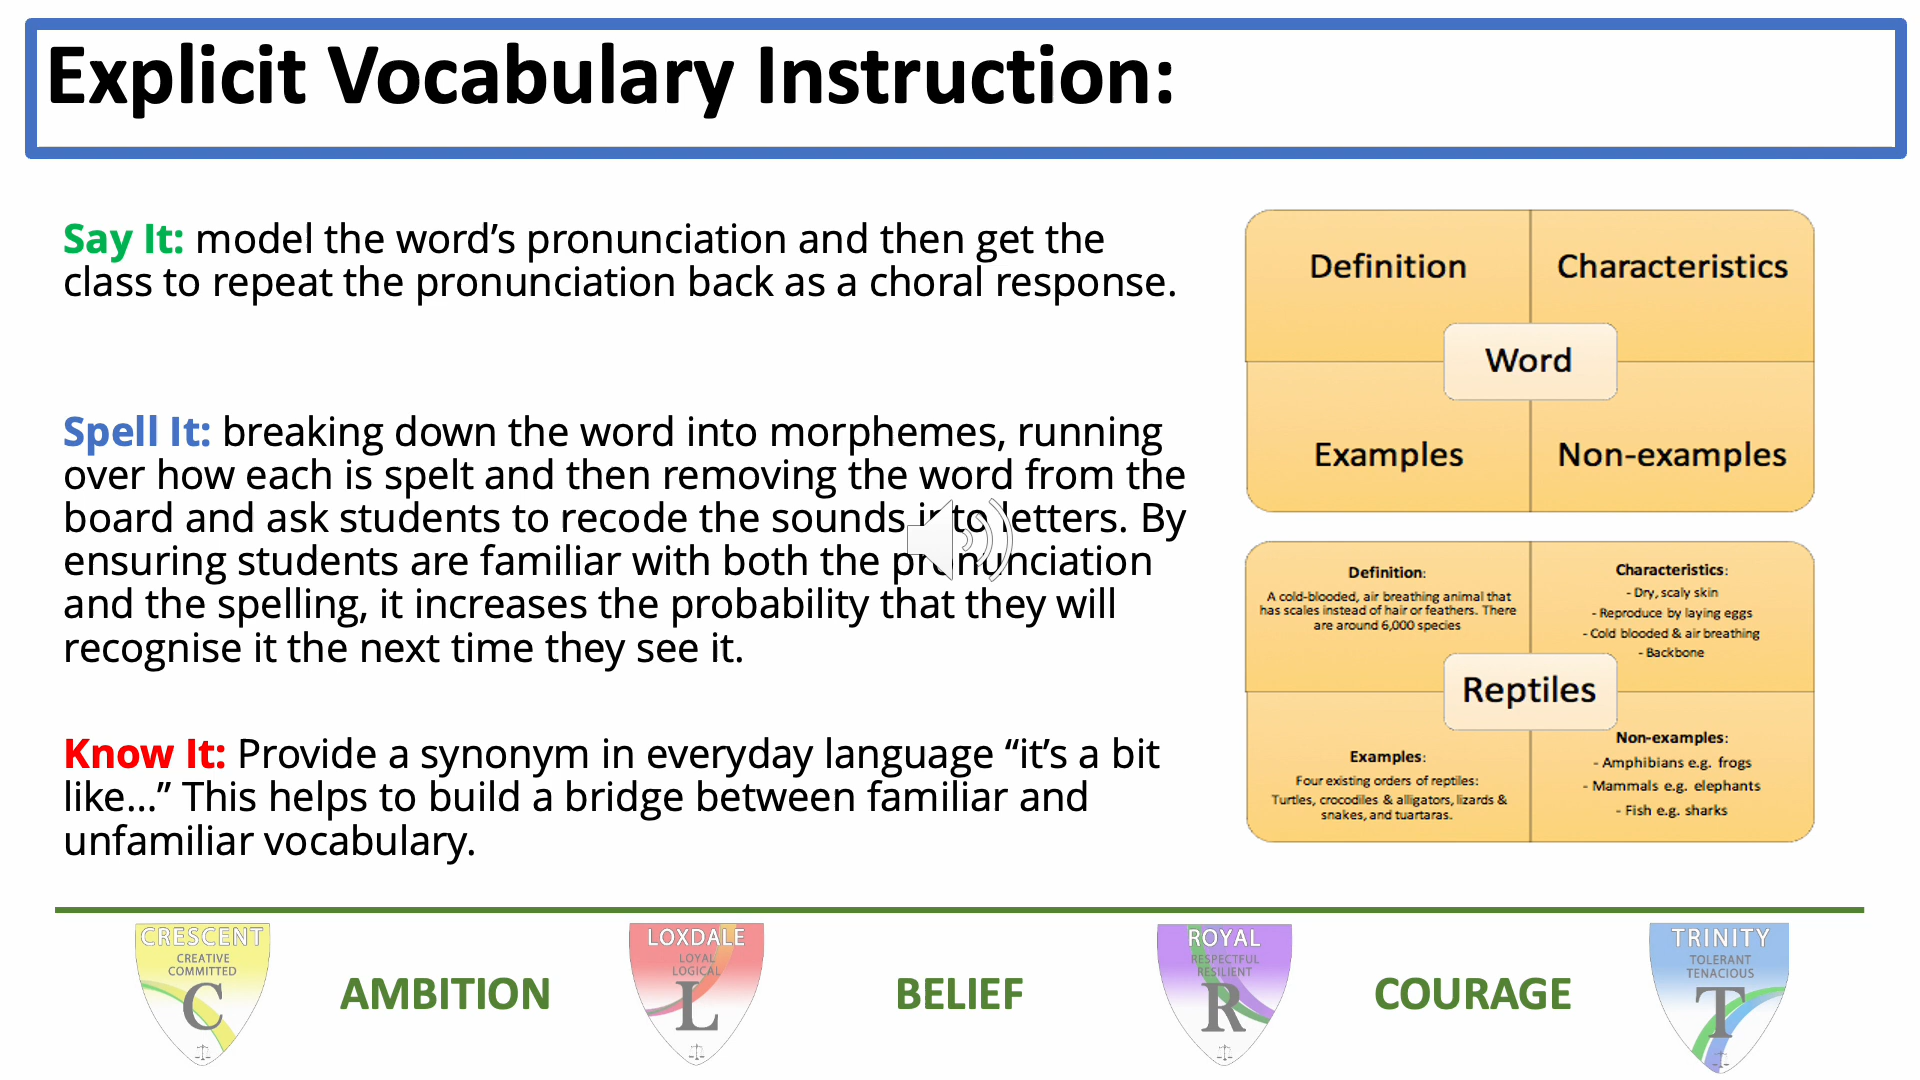 Explicit Vocabulary Instruction:
Say It: model the word’s pronunciation and then get the
class to repeat the pronunciation back as a choral response.
Spell It: breaking down the word into morphemes, running
over how each is spelt and then removing the word from the
board and ask students to recode the sounds into letters. By
ensuring students are familiar with both the pronunciation
and the spelling, it increases the probability that they will
recognise it the next time they see it.
Know It: Provide a synonym in everyday language “it’s a bit
like...” This helps to build a bridge between familiar and
unfamiliar vocabulary.
Definition
Characteristics
Word
Examples
Non-examples
Definition:
A cold-blooded, air breathing animal that
has scales instead of hair or feathers. There
are around 6,000 species
Characteristics:
- Dry, scaly skin
- Reproduce by laying eggs
- Cold blooded & air breathing
- Backbone
Reptiles
Examples:
Four existing orders of reptiles:
Turtles, crocodiles & alligators, lizards &
snakes, and tuartaras.
Non-examples:
- Amphibians e.g. frogs
- Mammals e.g. elephants
- Fish e.g. sharks
CRESCENT
CREATIVE
COMMITTED
C
AMBITION
LOXDALE
LOYAL
LOGICAL
L
BELIEF
ROYAL
RESPECTFUL
RESILIENT
R
COURAGE
TRINITY
TOLERANT
TENACIOUS
T